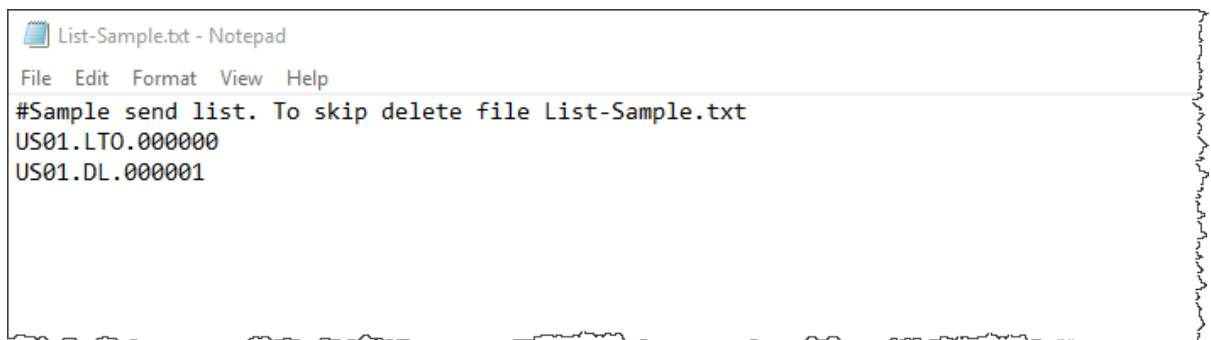 List-Sample.txt - Notepad
File Edit Format View Help
#Sample send list. To skip delete file List-Sample.txt
US01.LTO.000000
US01.DL.000001